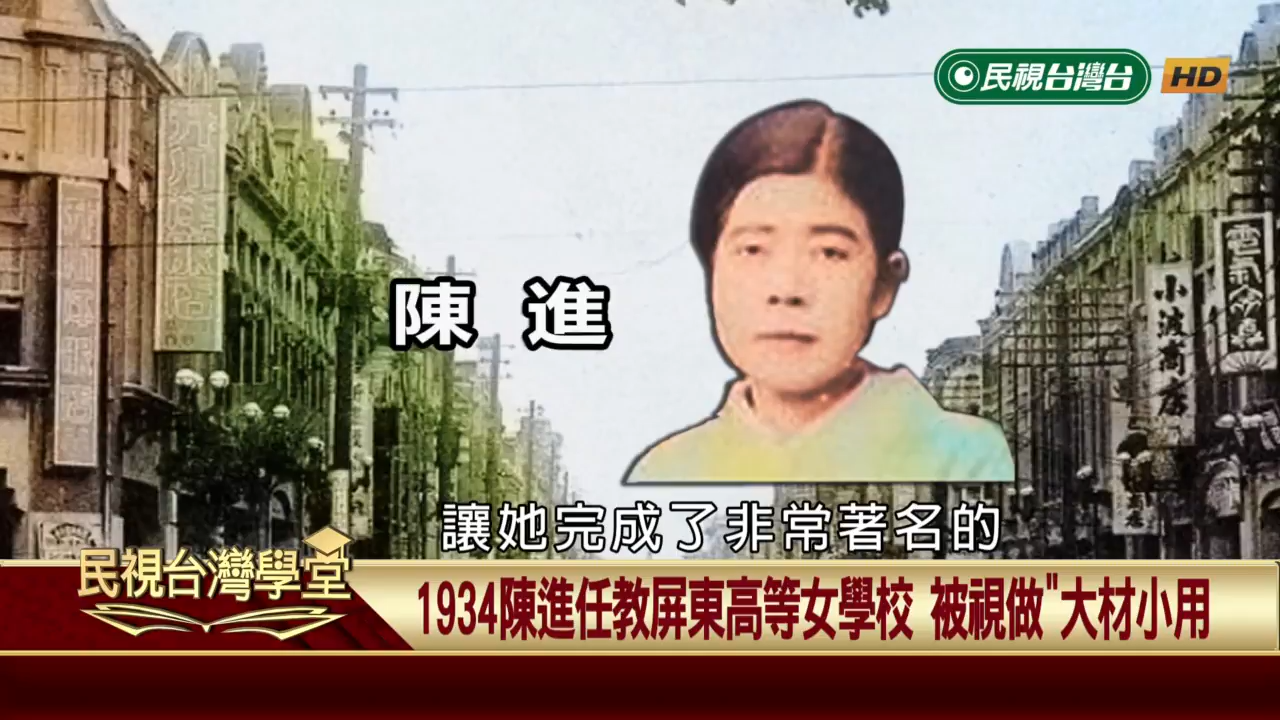 民視台灣台
HD
小波商店
陳進
讓她完成了非常著名的
民視台灣學堂
1934陳進任教屏東高等女學校 被視做"大材小用